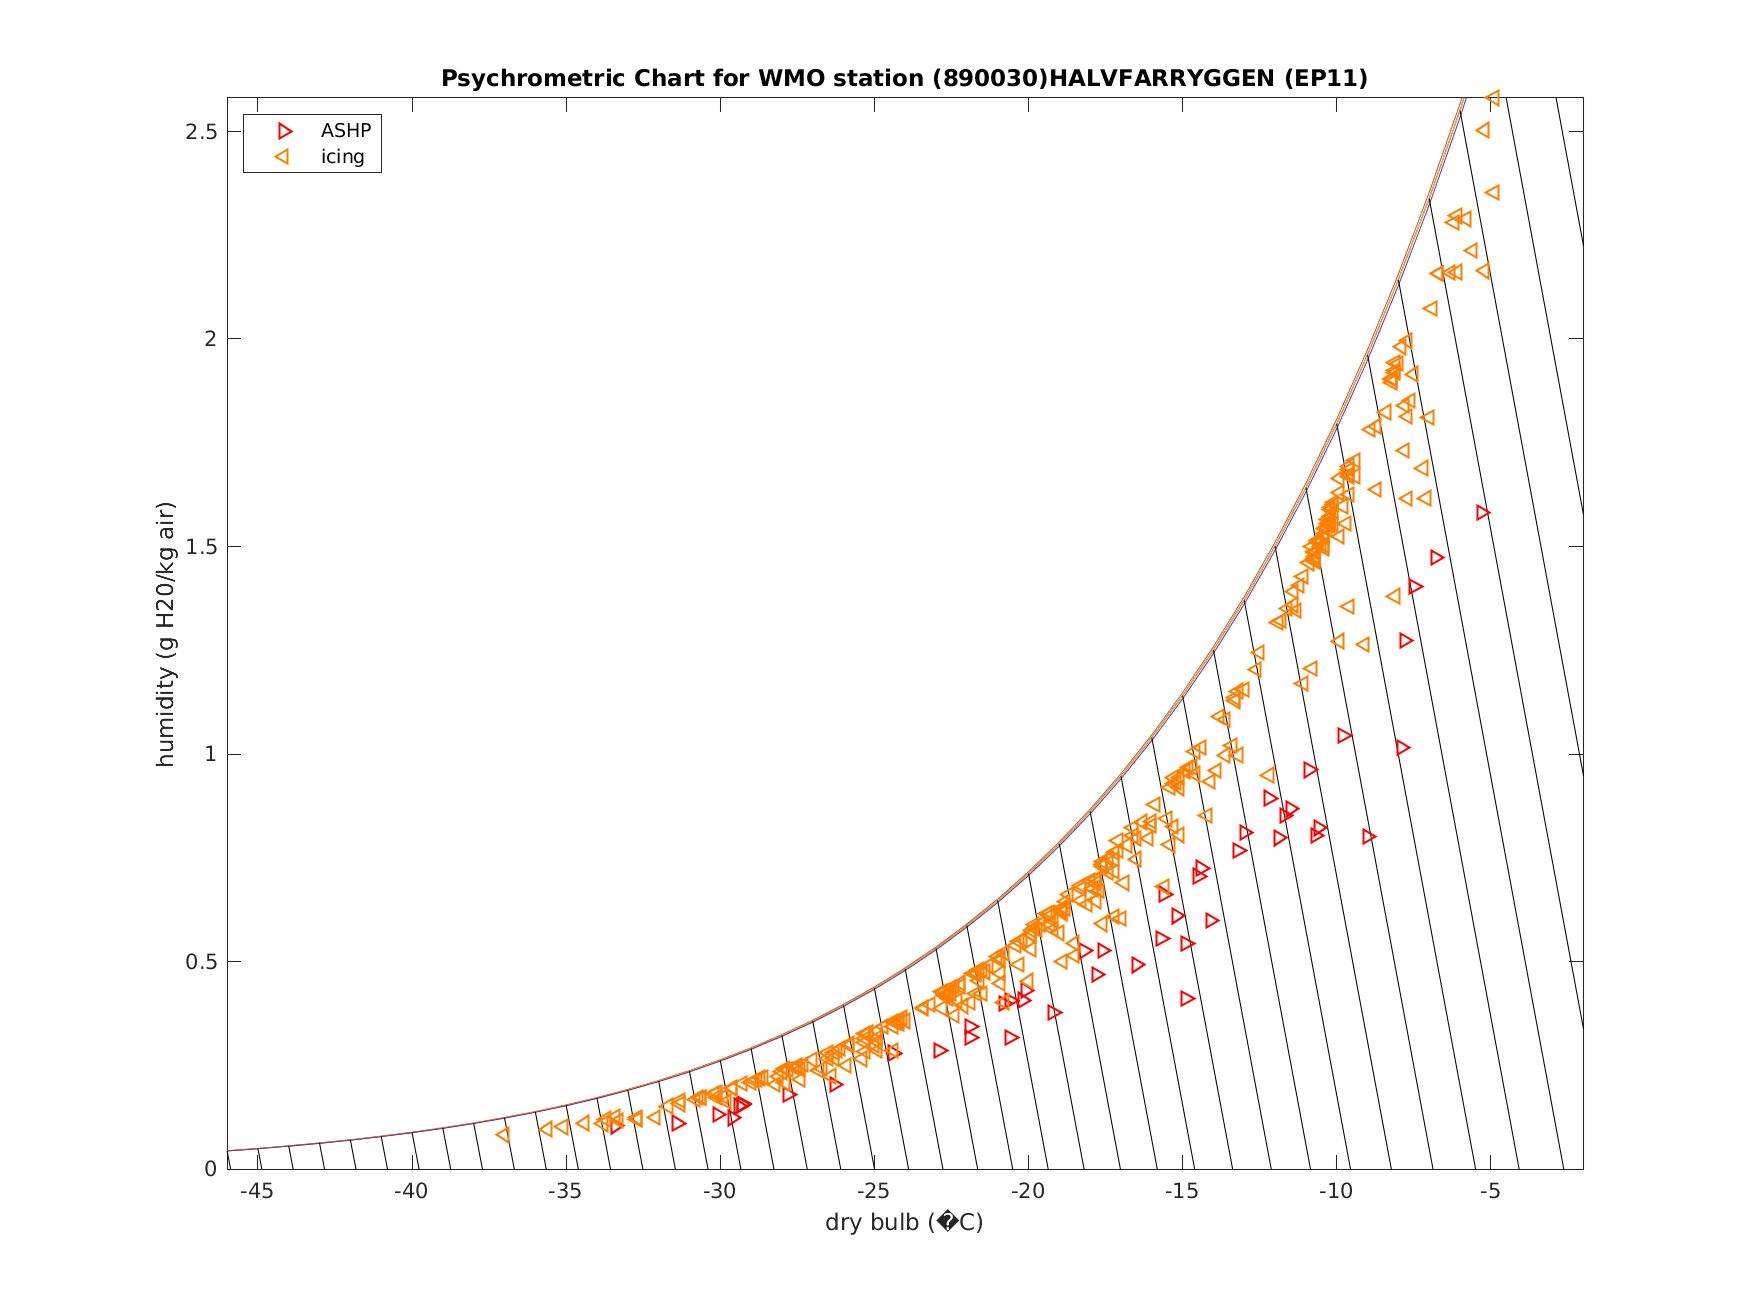 Psychrometric Chart for WMO station (890030)HALVFARRYGGEN (EP11)
ASHP
icing
humidity (g H20/kg air)
2.5
2
1.5
1
0.5
0
-45 -40 -35 -30 -25 -20 -15 -10 -5
dry bulb (�C)